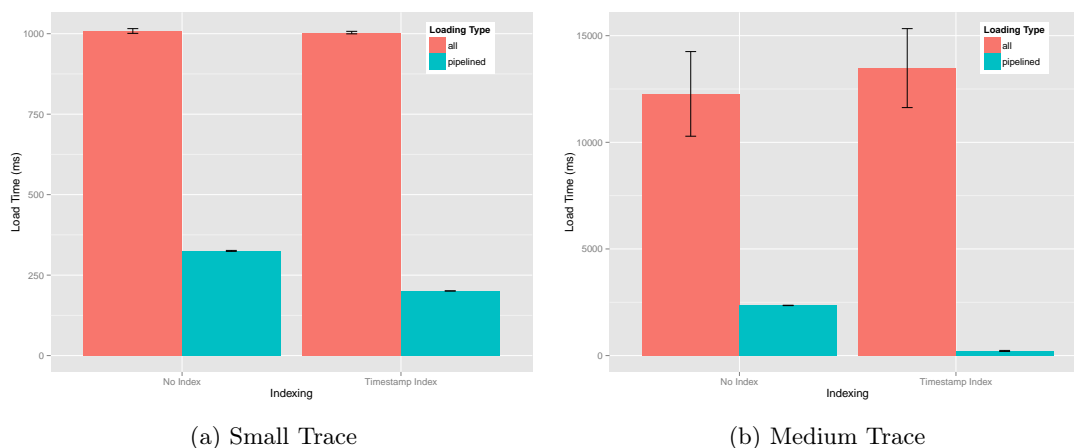 Load Time (ms)
1000
750
500
250
0
Loading Type
all
pipelined
No Index
Timestamp Index
Indexing
(a) Small Trace
Load Time (ms)
15000
10000
5000
0
Loading Type
all
pipelined
No Index
Timestamp Index
Indexing
(b) Medium Trace